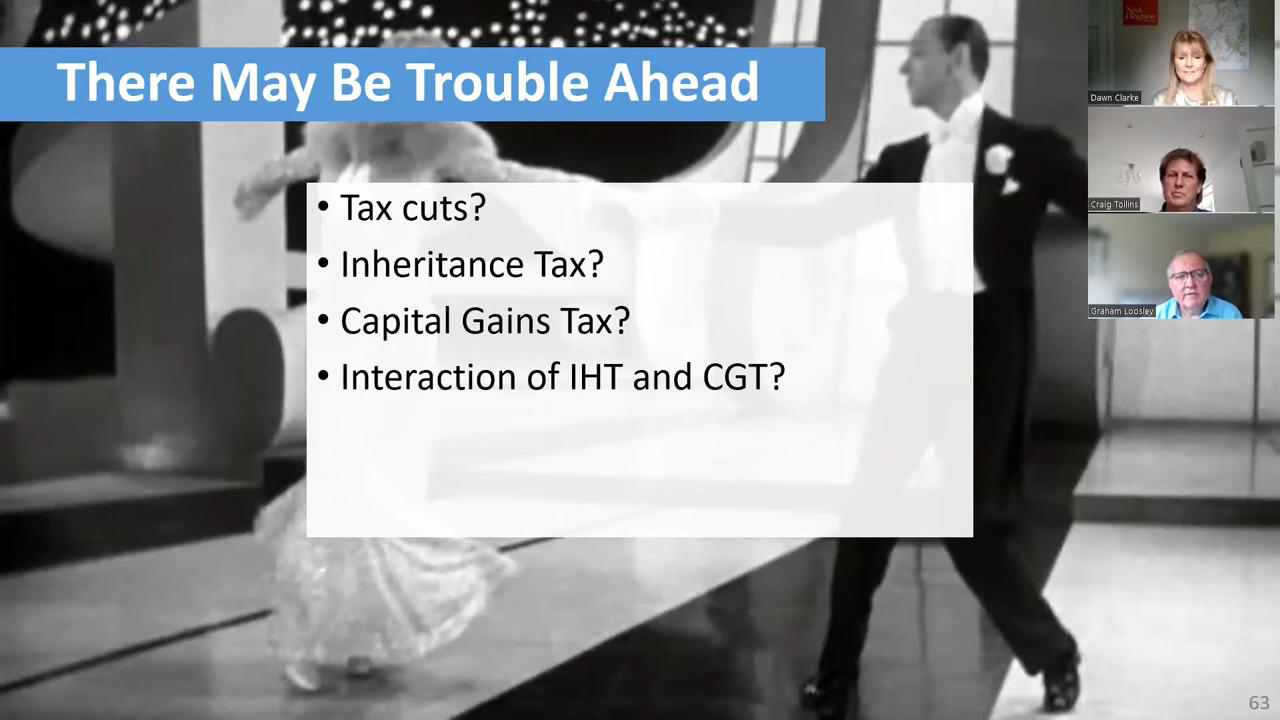 There May Be Trouble Ahead
• Tax cuts?
• Inheritance Tax?
• Capital Gains Tax?
• Interaction of IHT and CGT?
Dawn Clarke
Craig Tollins
Graham Loosley
63